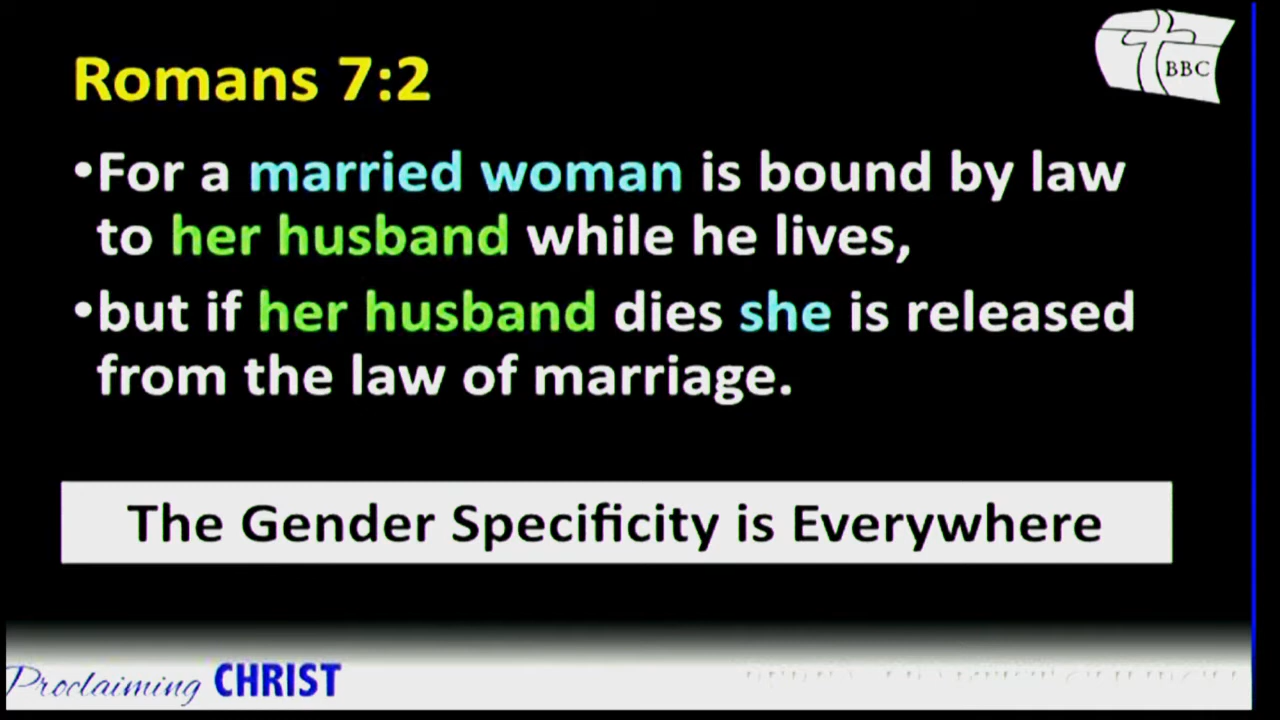 Romans 7:2
BBC
•For a married woman is bound by law
to her husband while he lives,
•but if her husband dies she is released
from the law of marriage.
The Gender Specificity is Everywhere
Proclaiming CHRIST